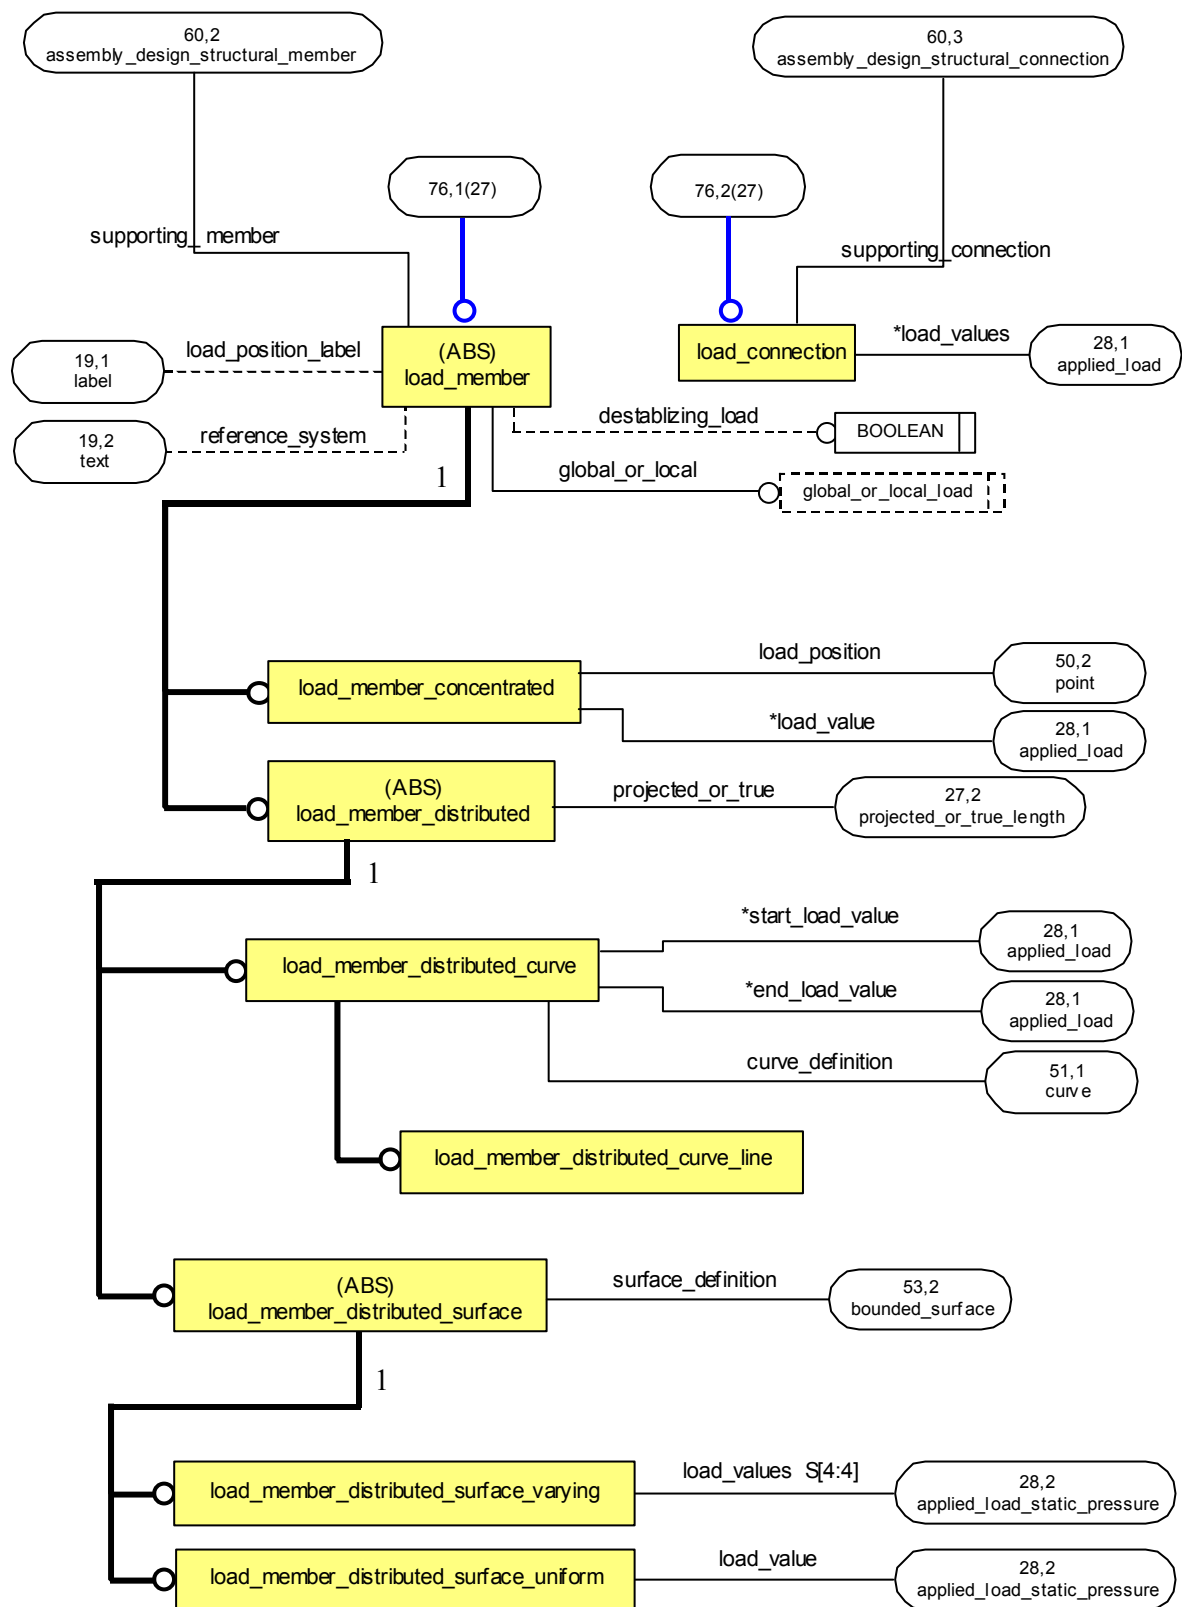 60,2
assembly_design_structural_member
60,3
assembly_design_structural_connection
76,1(27)
76,2(27)
supporting_ member
supporting_connection
*load_values
28,1
applied_load
load_position_label
19,1
label
(ABS)
load_member
load_connection
19,2
text
reference_system
destablizing_load
BOOLEAN
global_or_local
global_or_local_load
1
load_position
50,2
point
load_member_concentrated
*load_value
28,1
applied_load
(ABS)
load_member_distributed
projected_or_true
27,2
projected_or_true_length
1
*start_load_value
28,1
applied_load
load_member_distributed_curve
*end_load_value
28,1
applied_load
curve_definition
51,1
curve
load_member_distributed_curve_line
(ABS)
load_member_distributed_surface
surface_definition
53,2
bounded_surface
1
load_values S[4:4]
load_member_distributed_surface_varying
28,2
applied_load_static_pressure
load_value
load_member_distributed_surface_uniform
28,2
applied_load_static_pressure